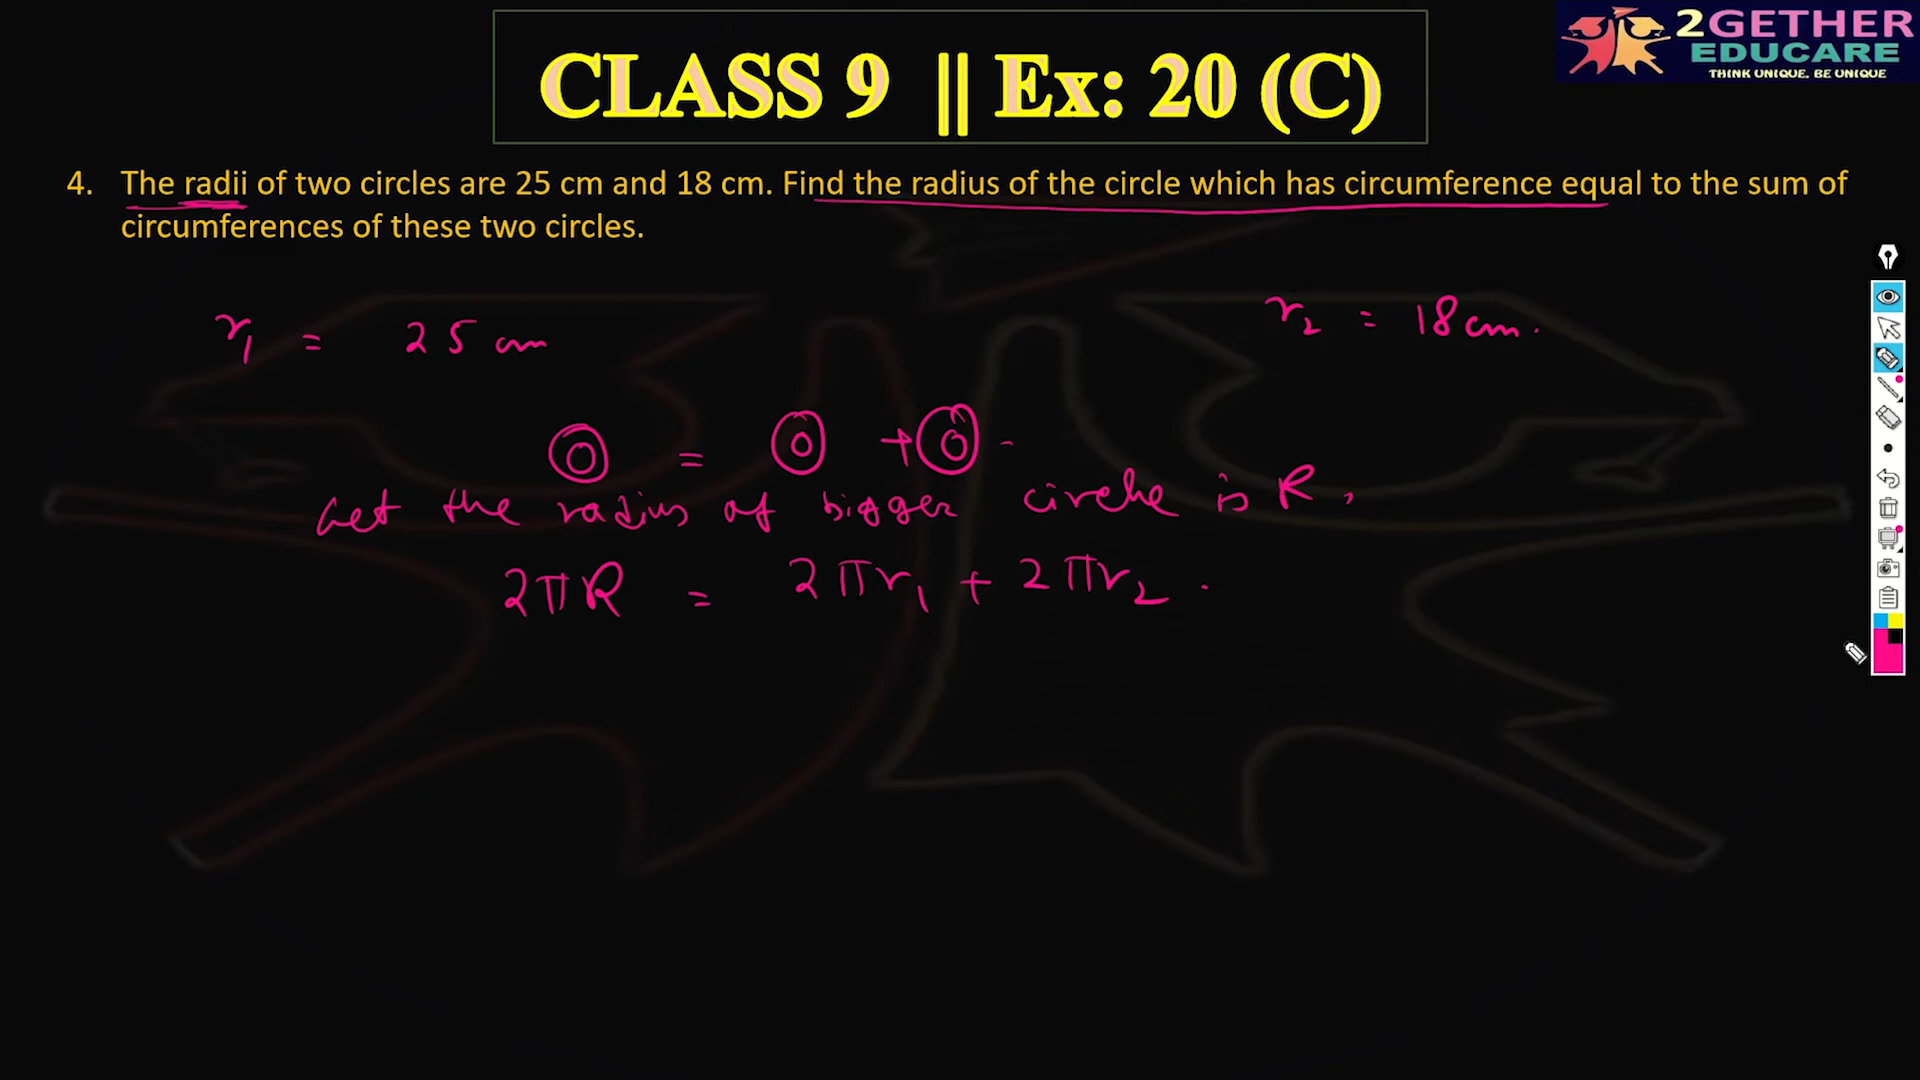 CLASS 9 || Ex: 20 (C)
2GETHER
EDUCARE
THINK UNIQUE. BE UNIQUE
4. The radii of two circles are 25 cm and 18 cm. Find the radius of the circle which has circumference equal to the sum of
circumferences of these two circles.
r₁ = 25 cm
r₂ = 18 cm.
= +
Let the radius of bigger circle is R,
2πR = 2πr₁ + 2πr₂.